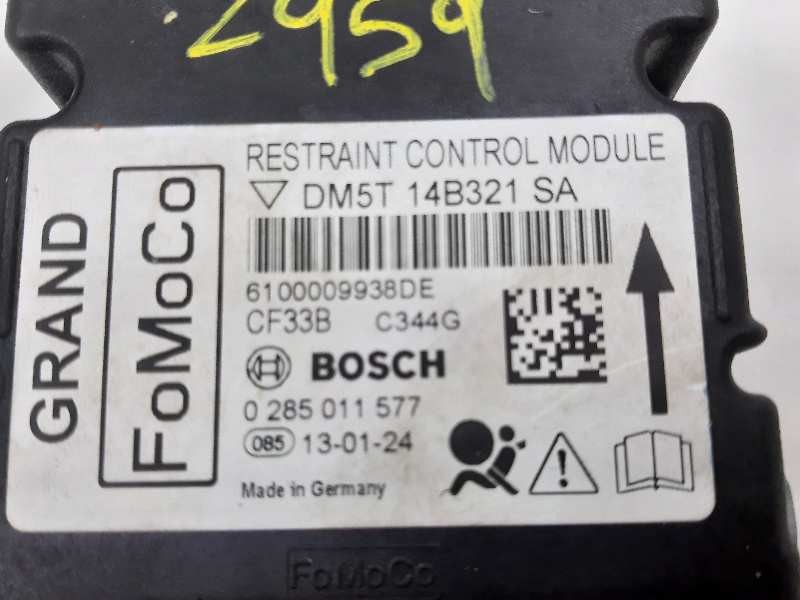 2959
RESTRAINT CONTROL MODULE
DM5T 14B321 SA
GRAND
FoMoCo
6100009938DE
CF33B C344G
BOSCH
0 285 011 577
085 13-01-24
Made in Germany
FoMoCo